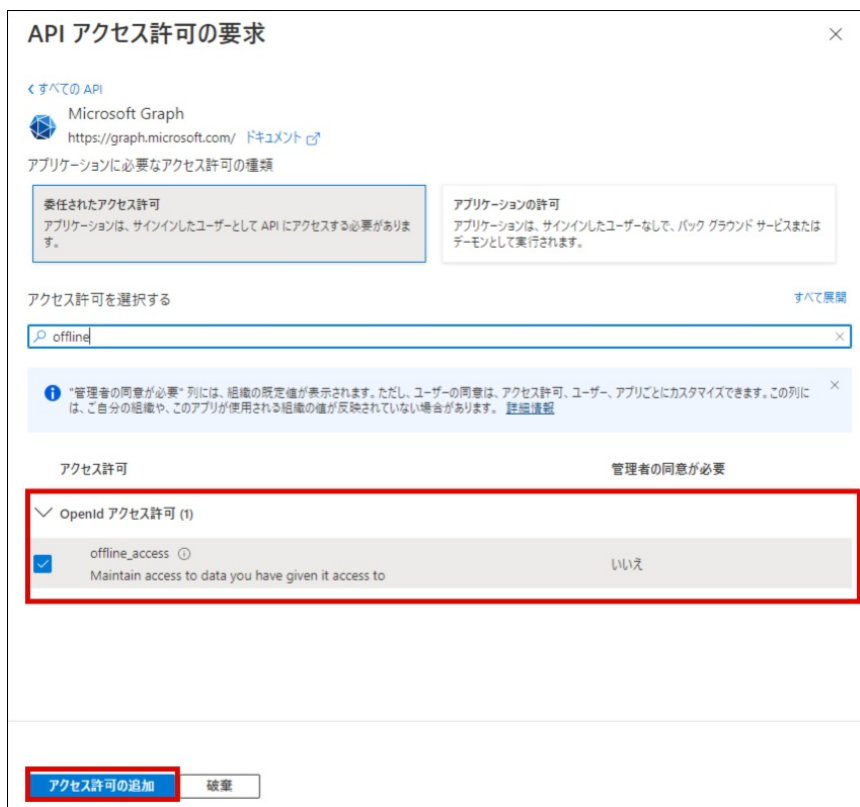 API アクセス許可の要求
すべての API
Microsoft Graph
https://graph.microsoft.com/ ドキュメント
アプリケーションに必要なアクセス許可の種類
委任されたアクセス許可
アプリケーションは、サインインしたユーザーとして API にアクセスする必要がありま
す。
アプリケーションの許可
アプリケーションは、サインインしたユーザーなしで、バック グラウンド サービスまたは
デーモンとして実行されます。
アクセス許可を選択する
すべて展開
offline
"管理者の同意が必要" 列には、組織の既定値が表示されます。ただし、ユーザーの同意は、アクセス許可、ユーザー、アプリごとにカスタマイズできます。この列に
は、ご自分の組織や、このアプリが使用される組織の値が反映されていない場合があります。 詳細情報
アクセス許可
管理者の同意が必要
OpenId アクセス許可 (1)
offline_access
Maintain access to data you have given it access to
いいえ
アクセス許可の追加
破棄